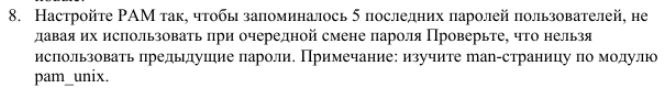 8. Настройте PAM так, чтобы запоминалось 5 последних паролей пользователей, не
давая их использовать при очередной смене пароля Проверьте, что нельзя
использовать предыдущие пароли. Примечание: изучите man-страницу по модулю
pam_unix.